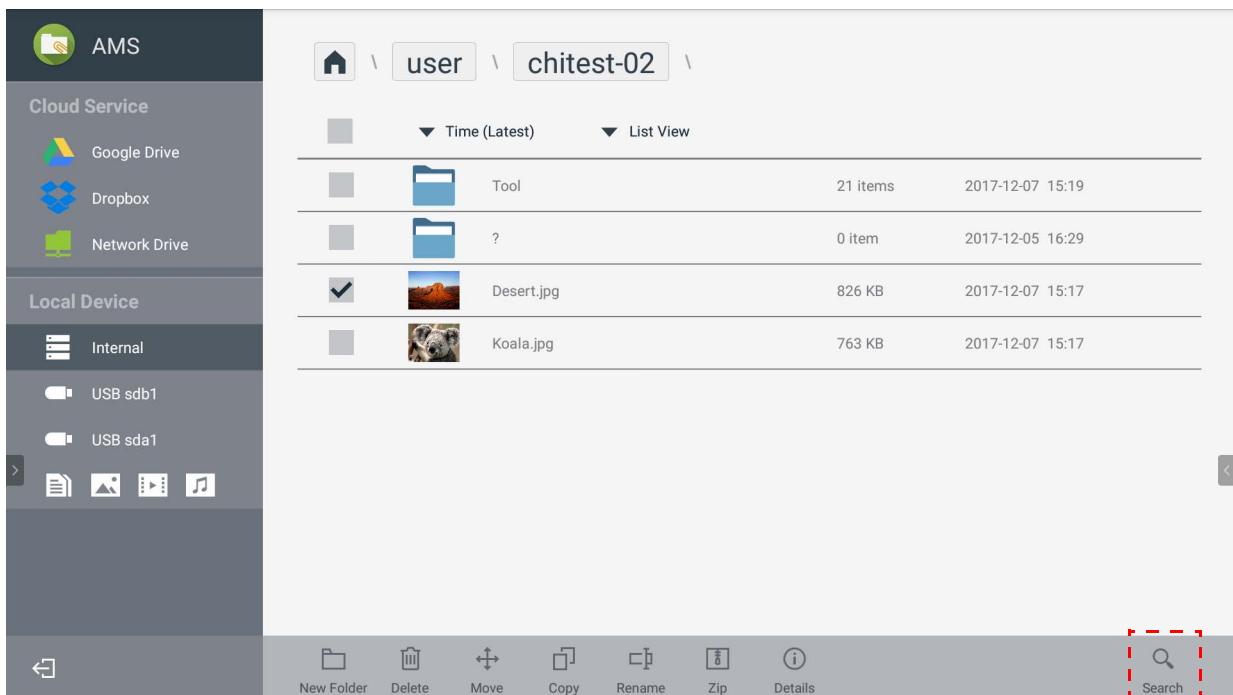 AMS
Cloud Service
Google Drive
Dropbox
Network Drive
Local Device
Internal
USB sdb1
USB sda1
\ user \ chitest-02 \
Time (Latest) List View
Tool 21 items 2017-12-07 15:19
? 0 item 2017-12-05 16:29
Desert.jpg 826 KB 2017-12-07 15:17
Koala.jpg 763 KB 2017-12-07 15:17
New Folder Delete Move Copy Rename Zip Details Search